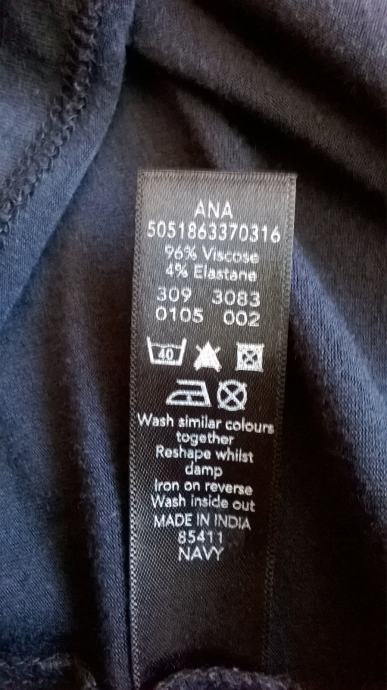 ANA
5051863370316
96% Viscose
4% Elastane
309 3083
0105 002
40
Wash similar colours
together
Reshape whilst
damp
Iron on reverse
Wash inside out
MADE IN INDIA
85411
NAVY